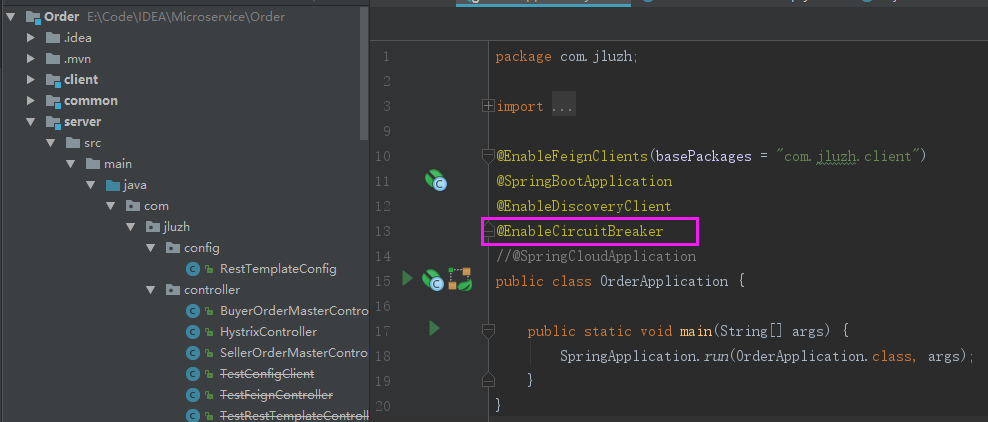 Order E:\Code\IDEA\Microservice\Order
.idea
.mvn
client
common
server
src
main
java
com
jluzh
config
RestTemplateConfig
controller
BuyerOrderMasterContro
HystrixController
SellerOrderMasterContro
TestConfigClient
TestFeignController
TestRestTemplateControll
1 package com.jluzh;
2
3 import ...
9
10 @EnableFeignClients(basePackages = "com.jluzh.client")
11 @SpringBootApplication
12 @EnableDiscoveryClient
13 @EnableCircuitBreaker
14 //@SpringCloudApplication
15 public class OrderApplication {
16
17 public static void main(String[] args) {
18 SpringApplication.run(OrderApplication.class, args);
19 }
20 }